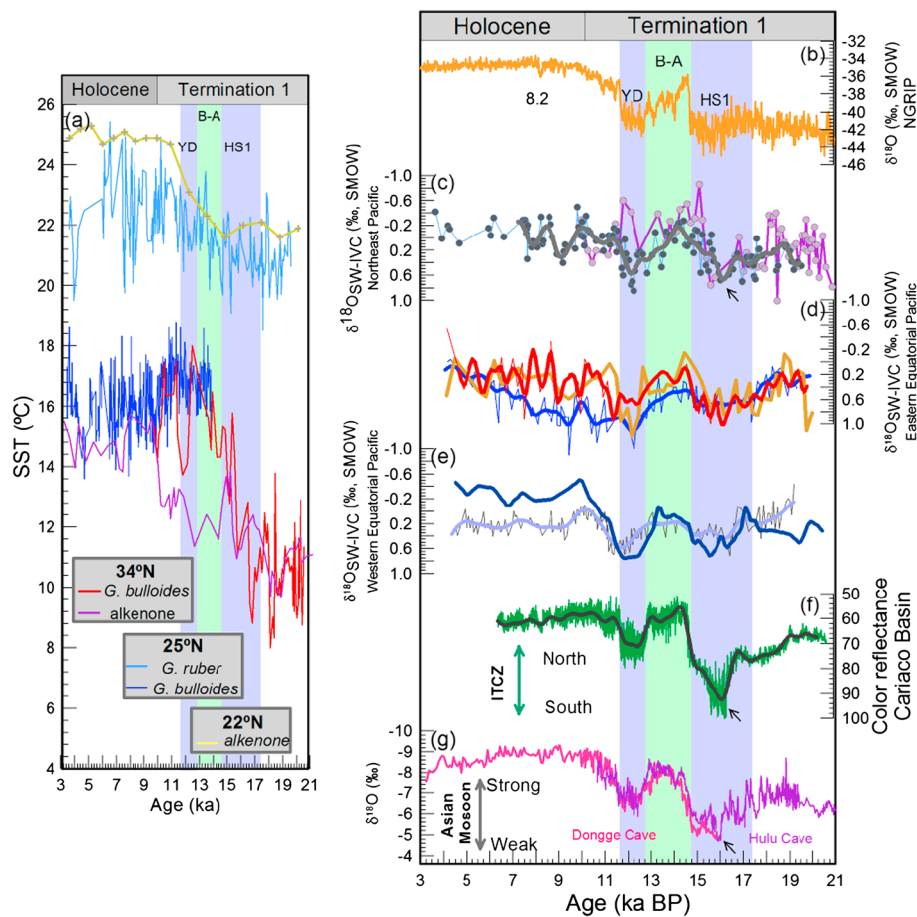 Holocene
Termination 1
(a)
B-A
YD
HS1
26
24
22
20
18
16
14
12
10
8
6
4
SST (ºC)
34ºN
G. bulloides
alkenone
25ºN
G. ruber
G. bulloides
22ºN
alkenone
3 5 7 9 11 13 15 17 19 21
Age (ka)
Holocene
Termination 1
(b)
B-A
YD
HS1
8.2
-32
-34
-36
-38
-40
-42
-44
-46
δ18O (‰, SMOW)
NGRIP
(c)
-1.0
-0.6
-0.2
0.2
0.6
1.0
δ18OSW-IVC (‰, SMOW)
Northeast Pacific
(d)
-1.0
-0.6
-0.2
0.2
0.6
1.0
δ18OSW-IVC (‰, SMOW)
Eastern Equatorial Pacific
(e)
-1.0
-0.6
-0.2
0.2
0.6
1.0
δ18OSW-IVC (‰, SMOW)
Western Equatorial Pacific
(f)
50
60
70
80
90
100
Color reflectance
Cariaco Basin
ITCZ
North
South
(g)
-10
-9
-8
-7
-6
-5
-4
δ18O (‰)
Asian
Mosoon
Strong
Weak
Dongge Cave
Hulu Cave
3 5 7 9 11 13 15 17 19 21
Age (ka BP)